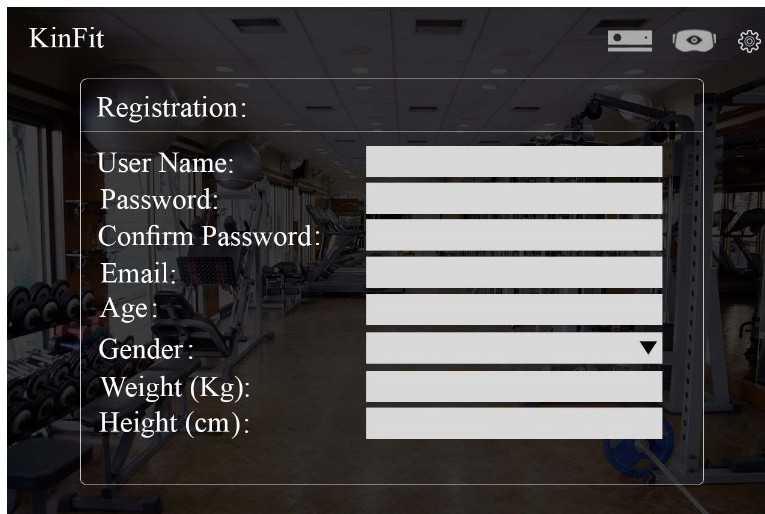 KinFit
Registration:
User Name:
Password:
Confirm Password:
Email:
Age:
Gender:
Weight (Kg):
Height (cm):